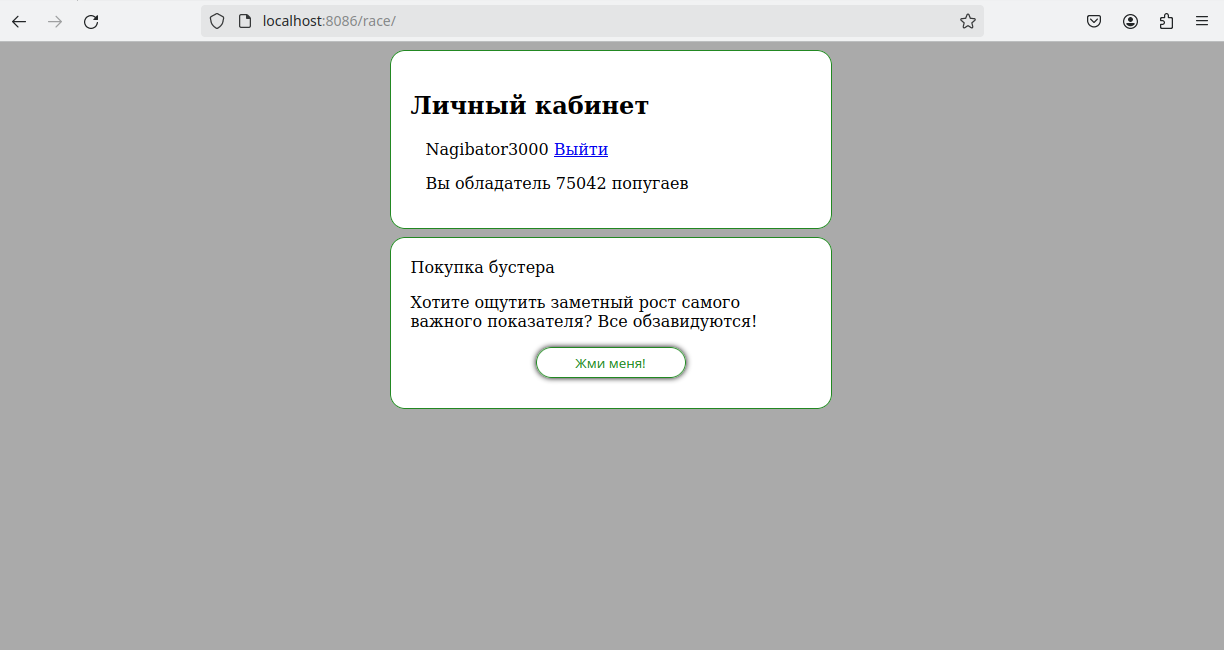 localhost:8086/race/
Личный кабинет
Nagibator3000 Выйти
Вы обладатель 75042 попугаев
Покупка бустера
Хотите ощутить заметный рост самого
важного показателя? Все обзавидуются!
Жми меня!